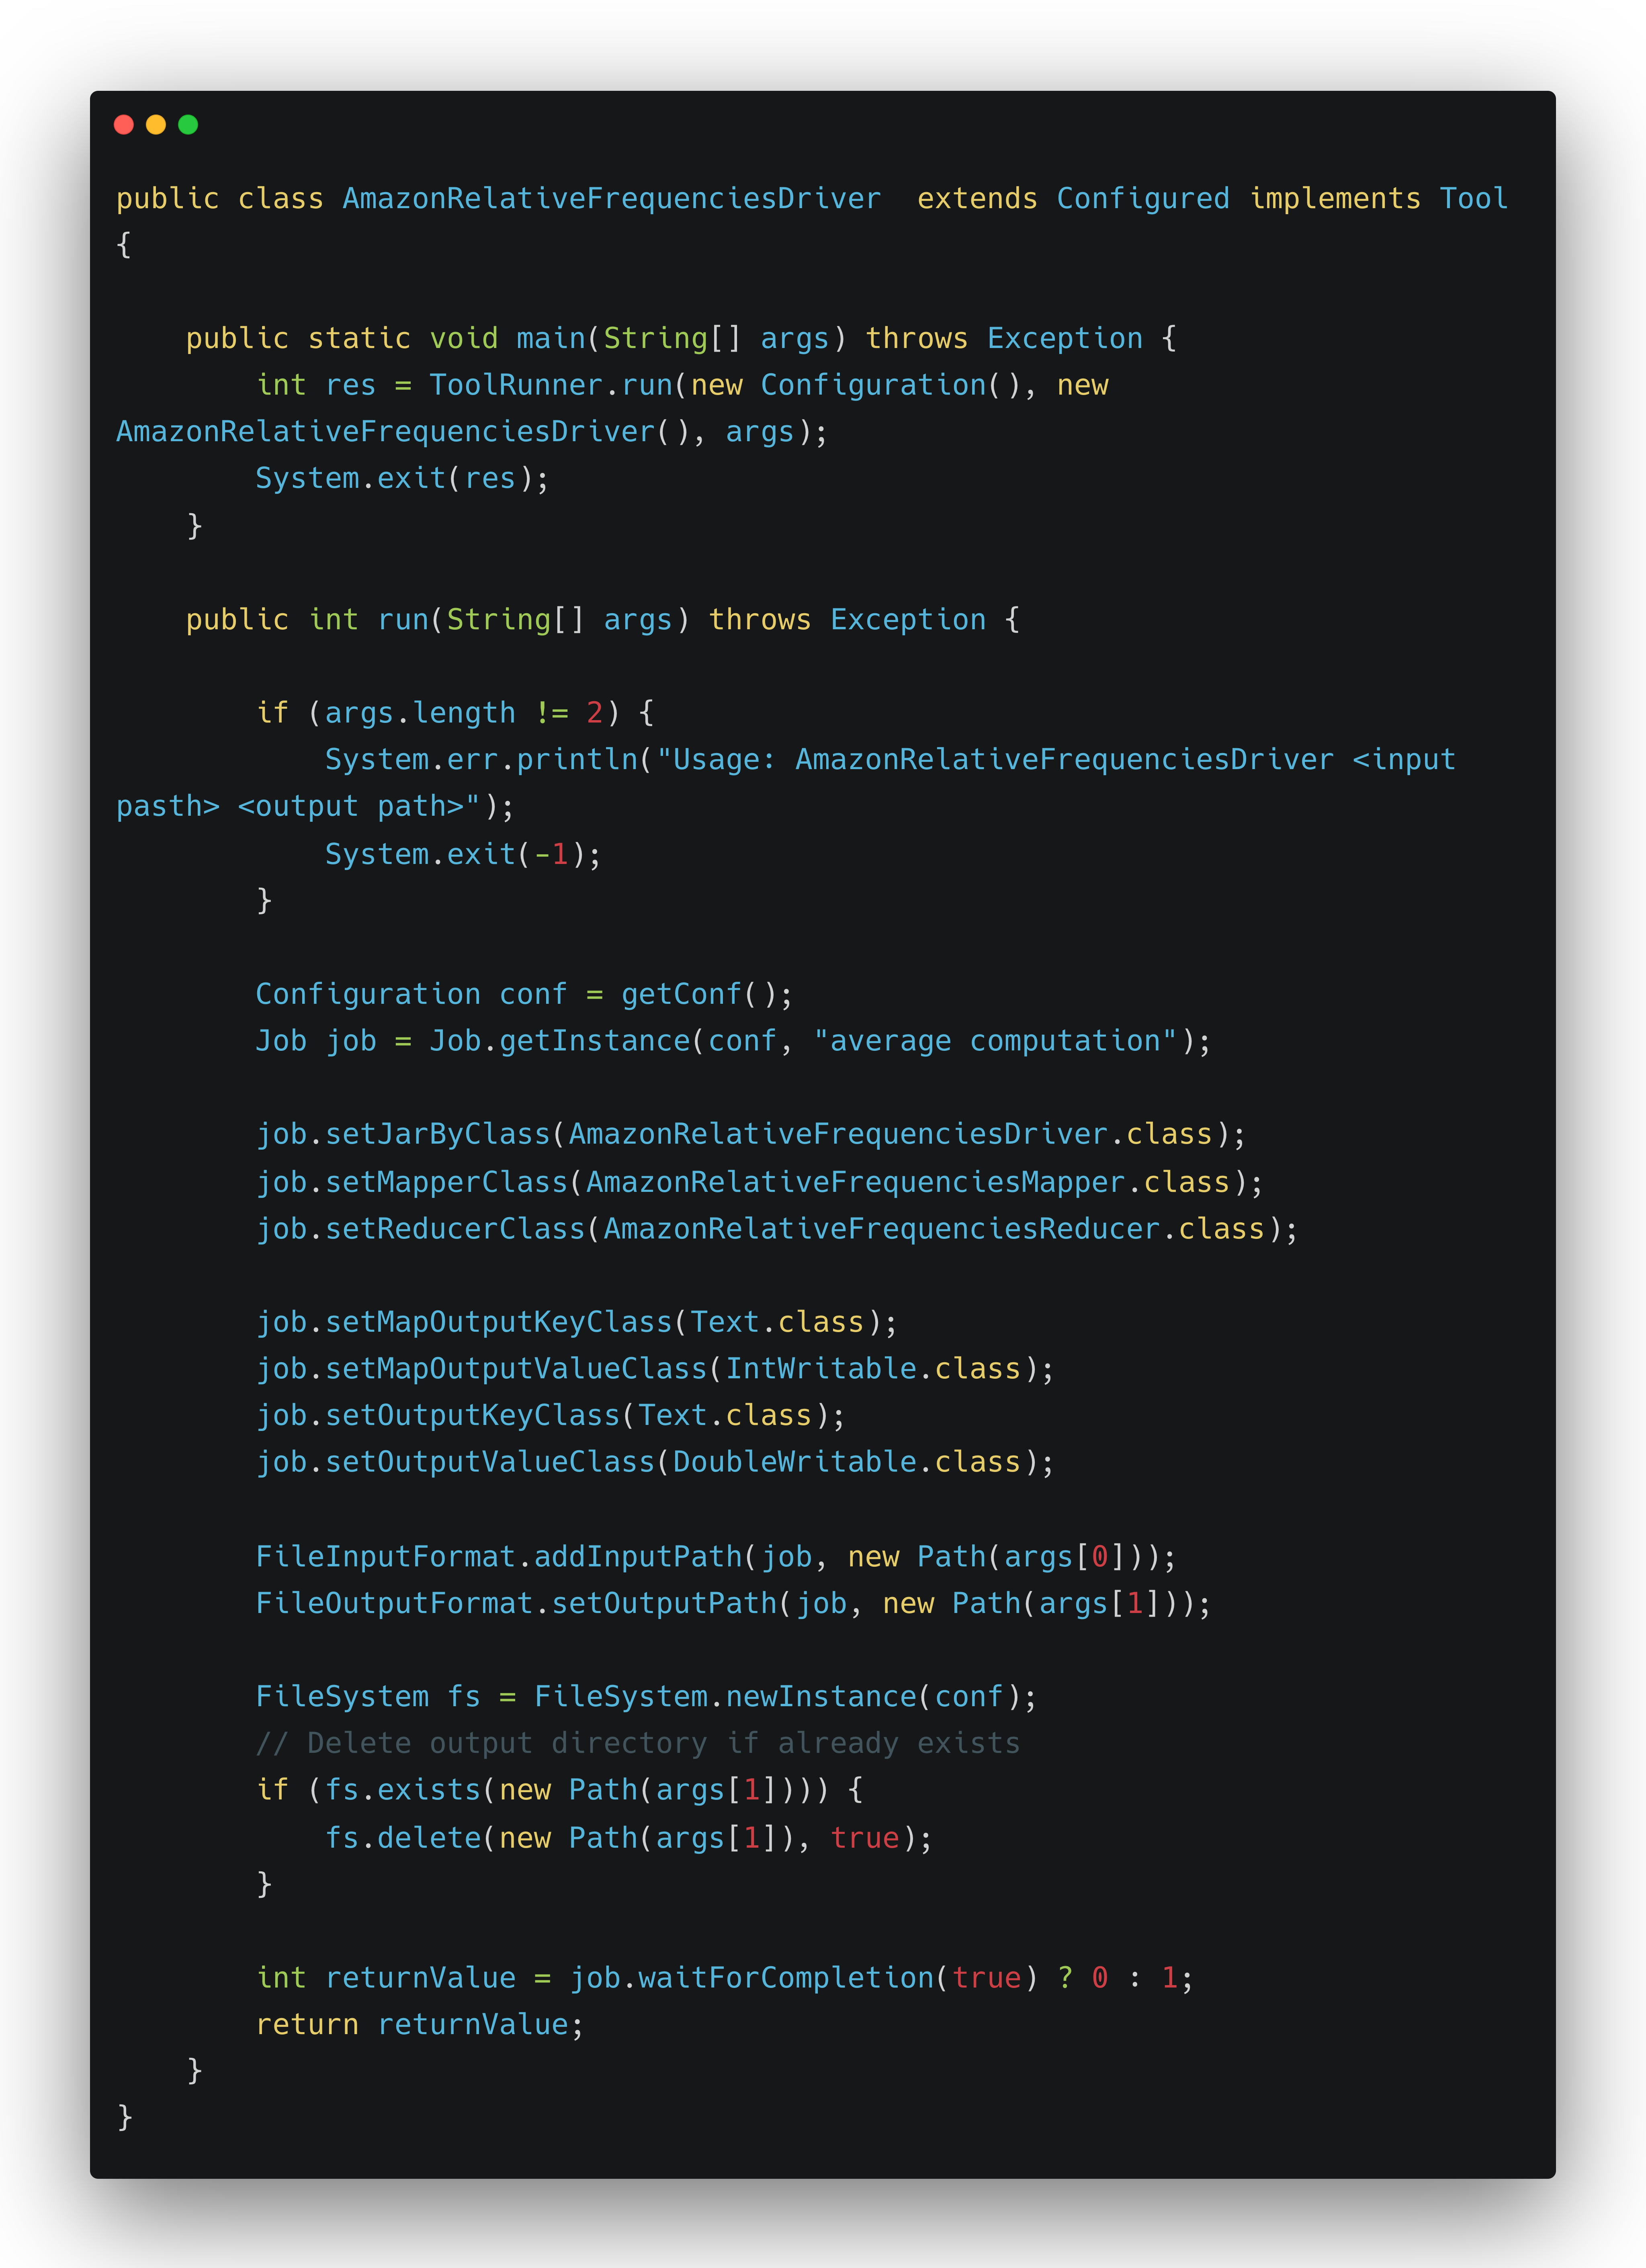 public class AmazonRelativeFrequenciesDriver  extends Configured implements Tool
{
    public static void main(String[] args) throws Exception {
        int res = ToolRunner.run(new Configuration(), new
AmazonRelativeFrequenciesDriver(), args);
        System.exit(res);
    }
    public int run(String[] args) throws Exception {
        if (args.length != 2) {
            System.err.println("Usage: AmazonRelativeFrequenciesDriver <input
pasth> <output path>");
            System.exit(-1);
        }
        Configuration conf = getConf();
        Job job = Job.getInstance(conf, "average computation");
        job.setJarByClass(AmazonRelativeFrequenciesDriver.class);
        job.setMapperClass(AmazonRelativeFrequenciesMapper.class);
        job.setReducerClass(AmazonRelativeFrequenciesReducer.class);
        job.setMapOutputKeyClass(Text.class);
        job.setMapOutputValueClass(IntWritable.class);
        job.setOutputKeyClass(Text.class);
        job.setOutputValueClass(DoubleWritable.class);
        FileInputFormat.addInputPath(job, new Path(args[0]));
        FileOutputFormat.setOutputPath(job, new Path(args[1]));
        FileSystem fs = FileSystem.newInstance(conf);
        // Delete output directory if already exists
        if (fs.exists(new Path(args[1]))) {
            fs.delete(new Path(args[1]), true);
        }
        int returnValue = job.waitForCompletion(true) ? 0 : 1;
        return returnValue;
    }
}